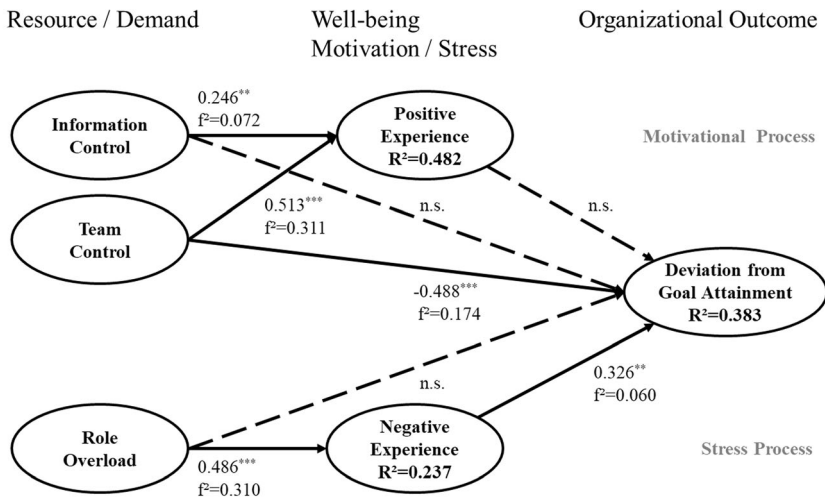 Resource / Demand
Well-being
Motivation / Stress
Organizational Outcome
0.246**
f²=0.072
Information
Control
Positive
Experience
R²=0.482
Motivational Process
0.513***
f²=0.311
n.s.
n.s.
Team
Control
Deviation from
Goal Attainment
R²=0.383
-0.488***
f²=0.174
n.s.
0.326**
f²=0.060
Role
Overload
Negative
Experience
R²=0.237
Stress Process
0.486***
f²=0.310